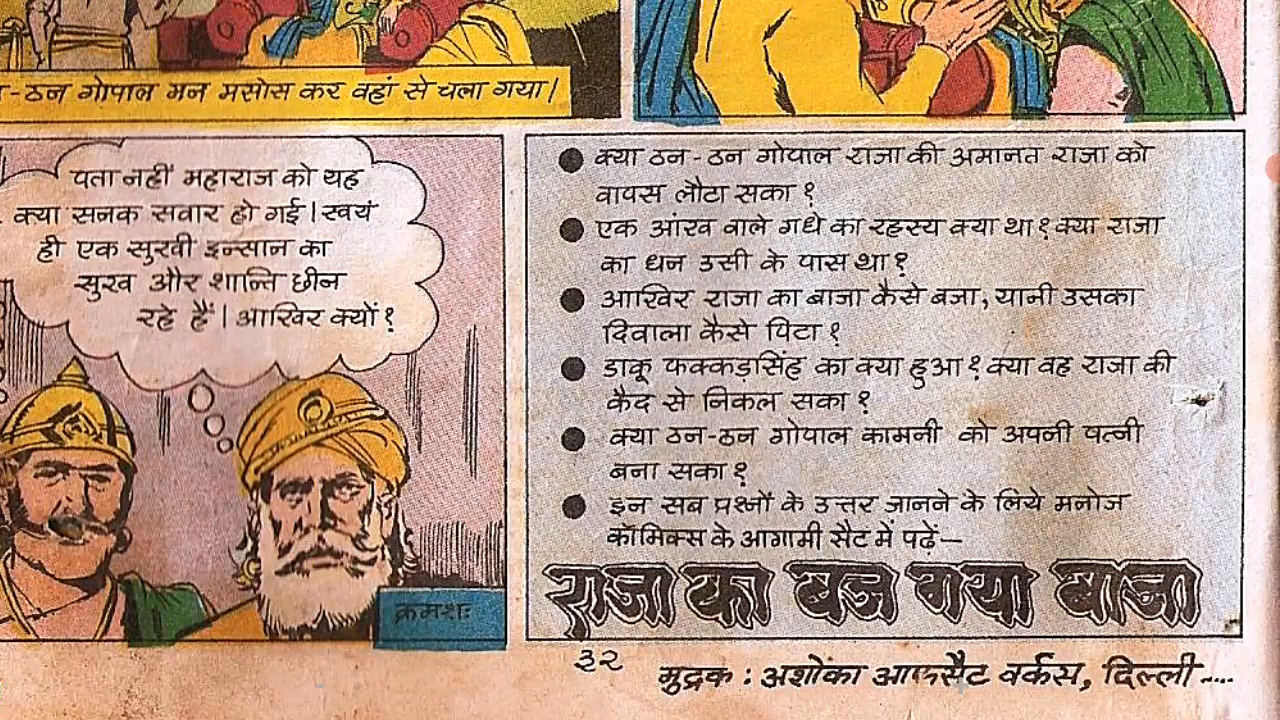 -ठन गोपाल मन मसोस कर वहां से चला गया।
पता नहीं महाराज को यह
क्या सनक सवार हो गई। स्वयं
ही एक सुखी इन्सान का
सुख और शान्ति छीन
रहे हैं। आखिर क्यों?
क्रमशः
● क्या ठन-ठन गोपाल राजा की अमानत राजा को
वापस लौटा सका?
● एक आंख वाले गधे का रहस्य क्या था? क्या राजा
का धन उसी के पास था?
● आखिर राजा का बाजा कैसे बजा, यानी उसका
दिवाला कैसे पिटा?
● डाकू फक्कड़सिंह का क्या हुआ? क्या वह राजा की
कैद से निकल सका?
● क्या ठन-ठन गोपाल कामनी को अपनी पत्नी
बना सका?
● इन सब प्रश्नों के उत्तर जानने के लिये मनोज
कॉमिक्स के आगामी सैट में पढ़ें—
राजा का बज गया बाजा
३२
मुद्रक : अशोका आफसैट वर्कस, दिल्ली....